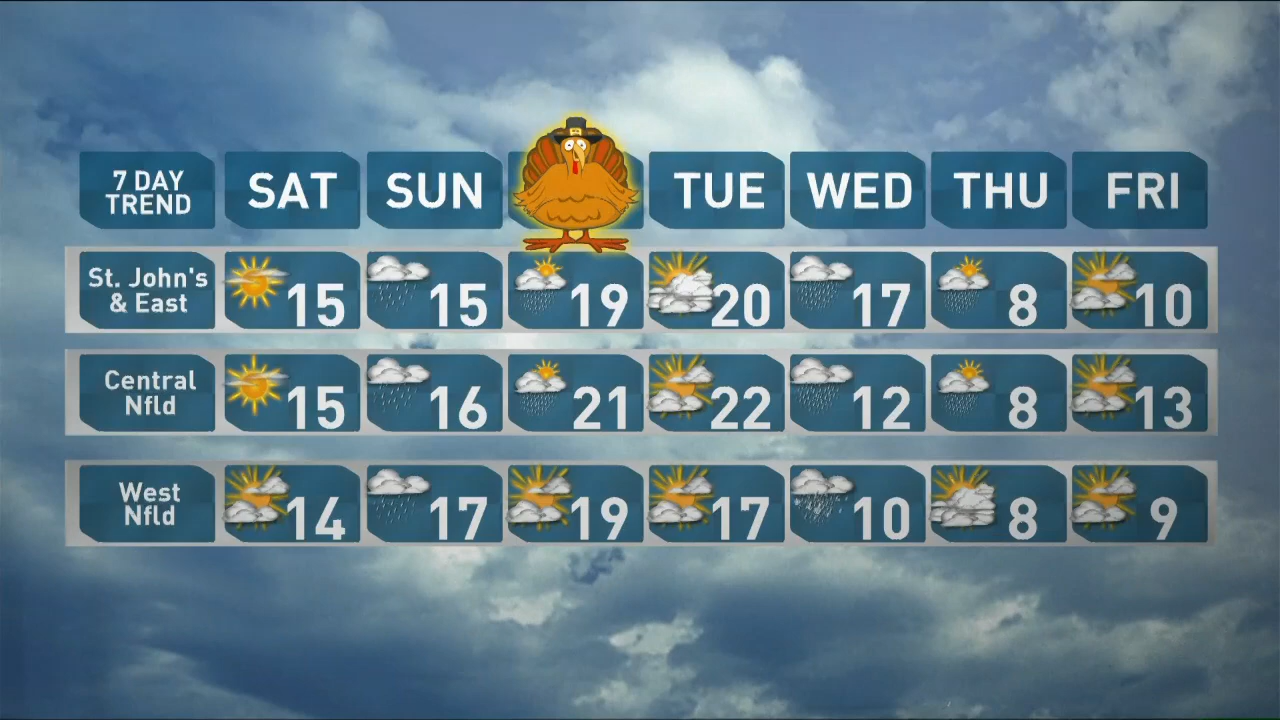 7 DAY
TREND
SAT
SUN
TUE
WED
THU
FRI
St. John's
& East
15
15
19
20
17
8
10
Central
Nfld
15
16
21
22
12
8
13
West
Nfld
14
17
19
17
10
8
9